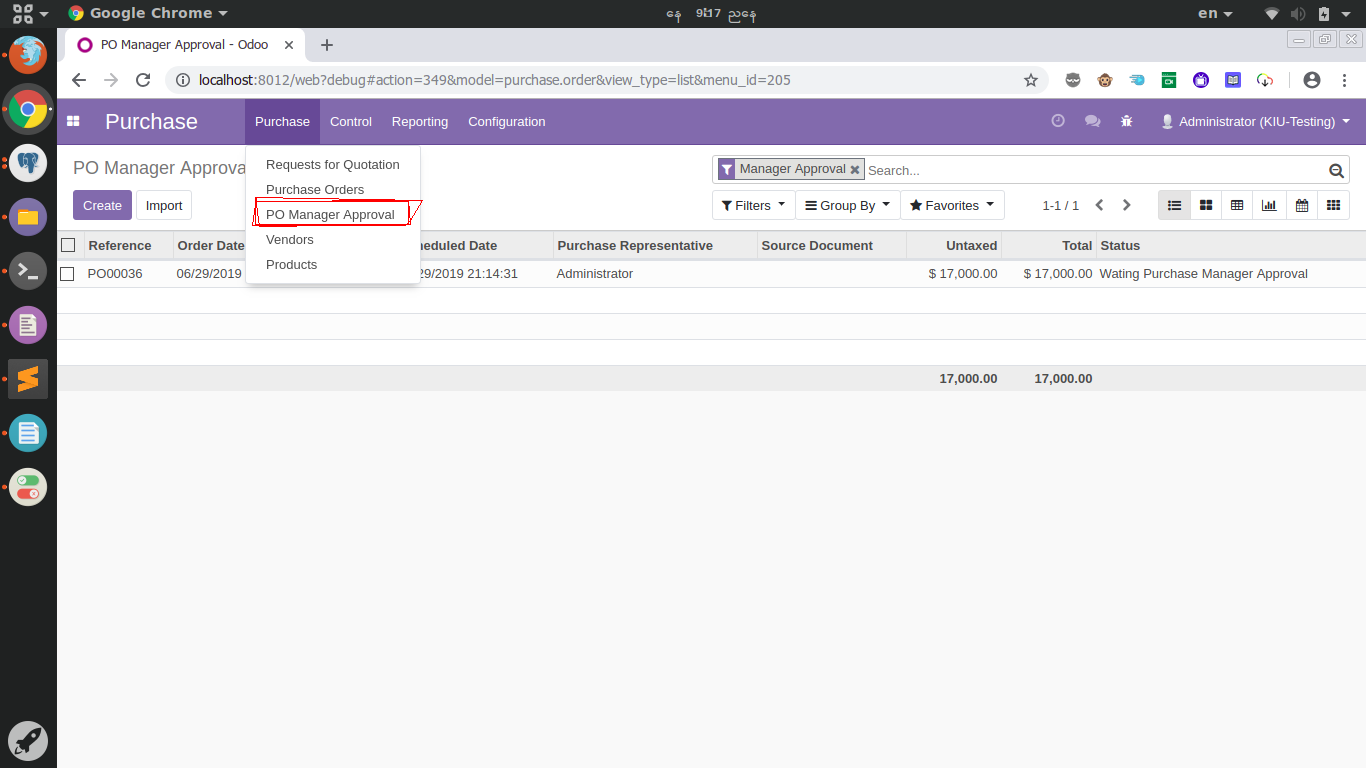 Google Chrome
နေ 9:17 ညနေ
en
PO Manager Approval - Odoo
localhost:8012/web?debug#action=349&model=purchase.order&view_type=list&menu_id=205
Purchase
Purchase Control Reporting Configuration
Administrator (KIU-Testing)
PO Manager Approva
Manager Approval
Search...
Requests for Quotation
Purchase Orders
PO Manager Approval
Vendors
Products
Create Import
Filters Group By Favorites 1-1 / 1
Reference Order Date eduled Date Purchase Representative Source Document Untaxed Total Status
PO00036 06/29/2019 29/2019 21:14:31 Administrator $ 17,000.00 $ 17,000.00 Wating Purchase Manager Approval
17,000.00 17,000.00